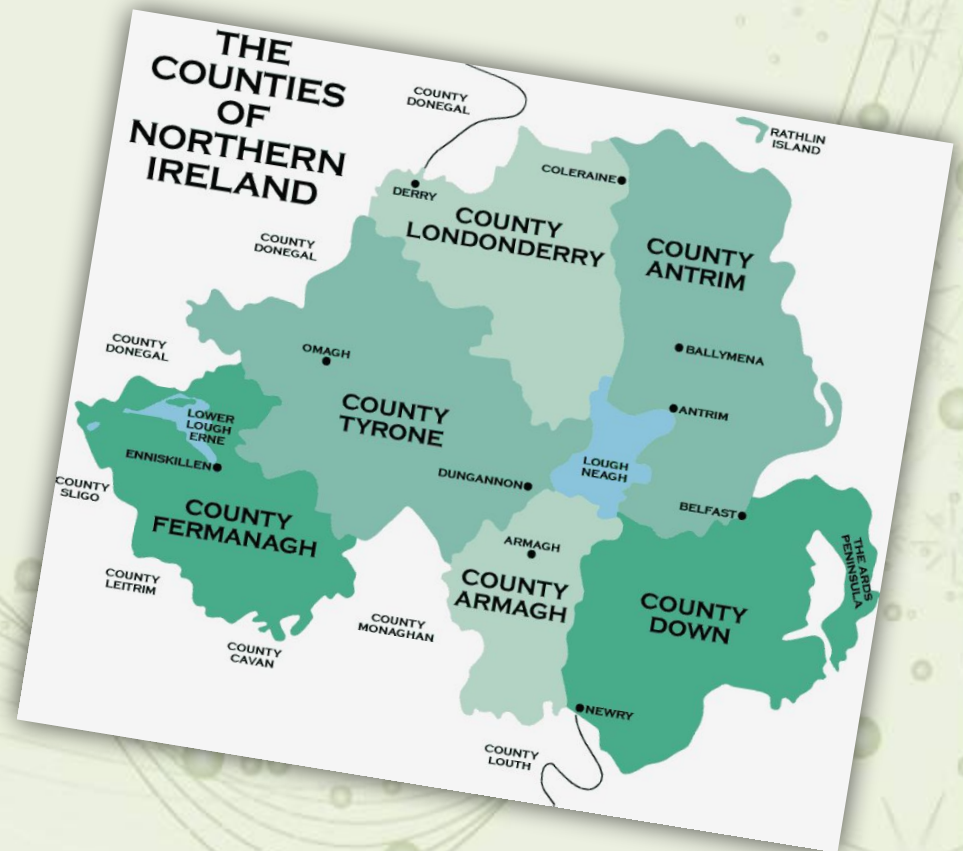 THE
COUNTIES
OF
NORTHERN
IRELAND
COUNTY
DONEGAL
RATHLIN
ISLAND
COLERAINE
DERRY
COUNTY
LONDONDERRY
COUNTY
DONEGAL
COUNTY
ANTRIM
COUNTY
DONEGAL
OMAGH
BALLYMENA
COUNTY
TYRONE
ANTRIM
LOWER
LOUGH
ERNE
ENNISKILLEN
LOUGH
NEAGH
DUNGANNON
COUNTY
SLIGO
BELFAST
COUNTY
FERMANAGH
ARMAGH
THE ARDS
PENINSULA
COUNTY
LEITRIM
COUNTY
ARMAGH
COUNTY
DOWN
COUNTY
MONAGHAN
COUNTY
CAVAN
NEWRY
COUNTY
LOUTH